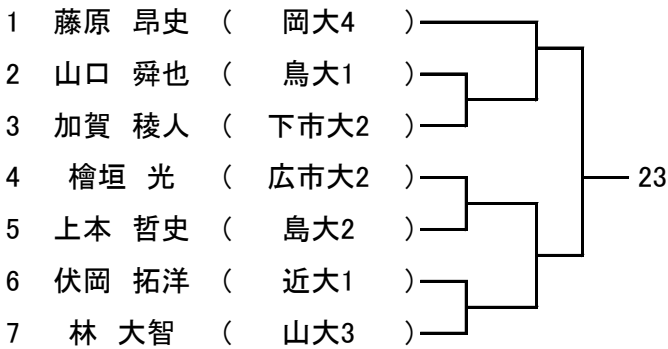 1 藤原 昂史 ( 岡大4 )
2 山口 舜也 ( 鳥大1 )
3 加賀 稜人 ( 下市大2 )
4 檜垣 光 ( 広市大2 )
23
5 上本 哲史 ( 島大2 )
6 伏岡 拓洋 ( 近大1 )
7 林 大智 ( 山大3 )